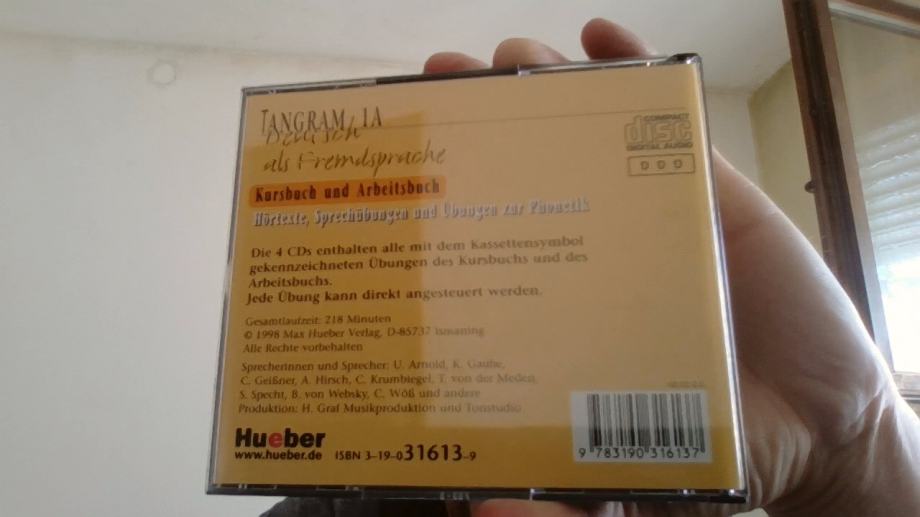 TANGRAM 1A
Deutsch
als Fremdsprache
COMPACT
disc
DIGITAL AUDIO
D D D
Kursbuch und Arbeitsbuch
Hörtexte, Sprechübungen und Übungen zur Phonetik
Die 4 CDs enthalten alle mit dem Kassettensymbol
gekennzeichneten Übungen des Kursbuchs und des
Arbeitsbuchs.
Jede Übung kann direkt angesteuert werden.
Gesamtlaufzeit: 218 Minuten
© 1998 Max Hueber Verlag, D-85737 Ismaning
Alle Rechte vorbehalten
Sprecherinnen und Sprecher: U. Arnold, K. Gaube,
C. Geißner, A. Hirsch, C. Krumbiegel, T. von der Meden,
S. Specht, B. von Websky, C. Wöß und andere
Produktion: H. Graf Musikproduktion und Tonstudio
Hueber
www.hueber.de
ISBN 3-19-031613-9
9 783190 316137